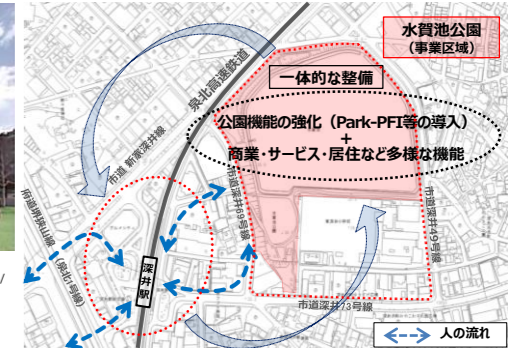 水賀池公園
(事業区域)
一体的な整備
公園機能の強化(Park-PFI等の導入)
+
商業・サービス・居住など多様な機能
泉北高速鉄道
市道 新家深井線
市道深井89号線
市道深井49号線
府道堺狭山線
(泉北1号線)
深井駅
市道深井73号線
人の流れ